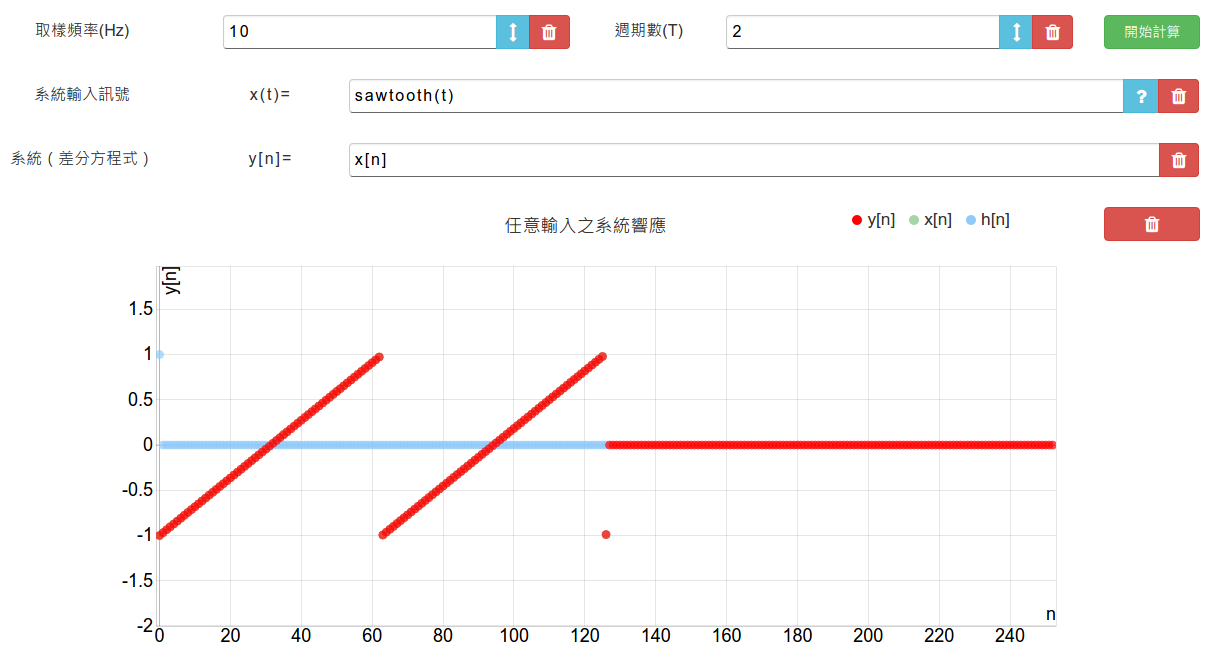 取樣頻率(Hz) 10 週期數(T) 2 開始計算
系統輸入訊號 x(t)= sawtooth(t) ?
系統（差分方程式） y[n]= x[n]
任意輸入之系統響應 y[n] x[n] h[n]
y[n]
1.5
1
0.5
0
-0.5
-1
-1.5
-2
n
0 20 40 60 80 100 120 140 160 180 200 220 240